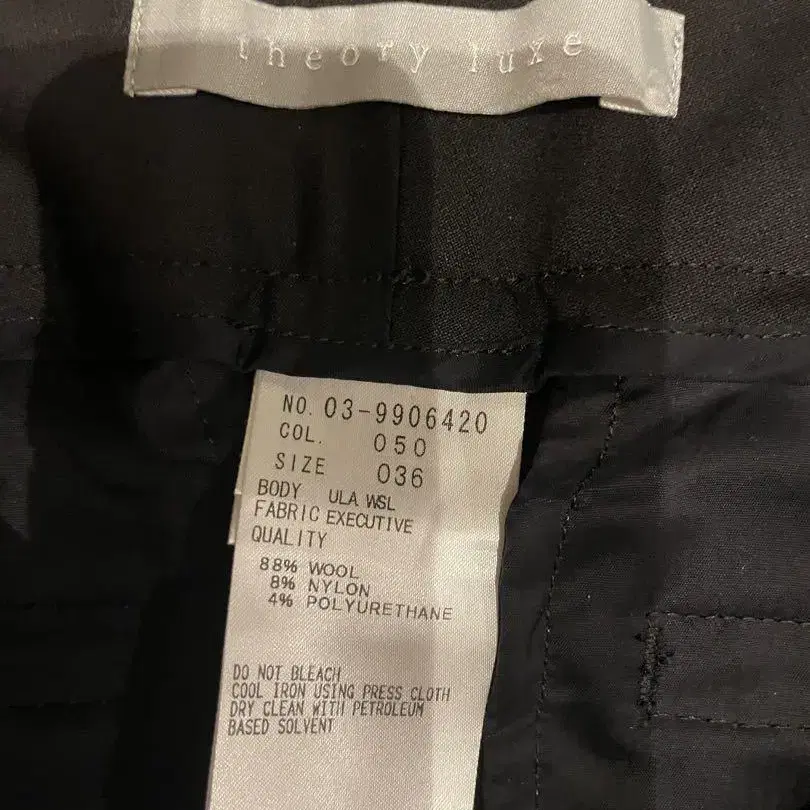 theory luxe
NO. 03-9906420
COL. 050
SIZE 036
BODY ULA WSL
FABRIC EXECUTIVE
QUALITY
88% WOOL
8% NYLON
4% POLYURETHANE
DO NOT BLEACH
COOL IRON USING PRESS CLOTH
DRY CLEAN WITH PETROLEUM
BASED SOLVENT